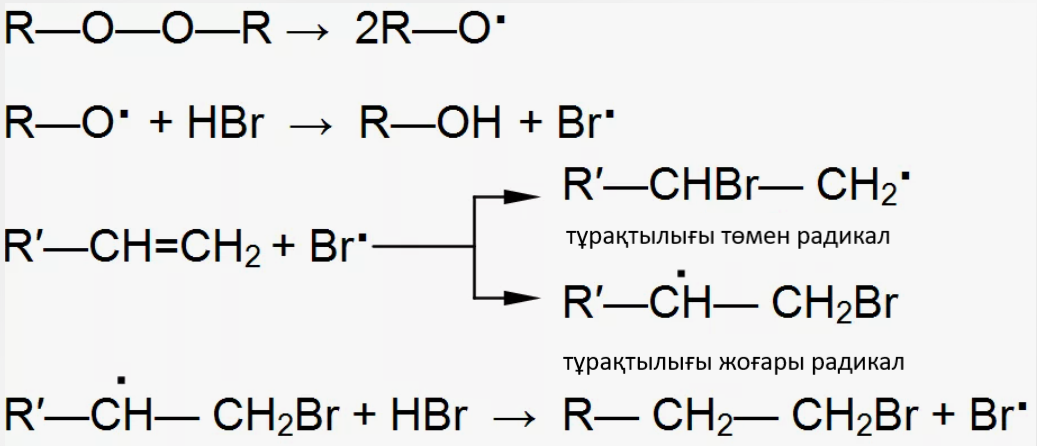 R—O—O—R → 2R—O·
R—O· + HBr → R—OH + Br·
R′—CHBr— CH₂·
тұрақтылығы төмен радикал
R′—CH=CH₂ + Br·
R′—ĊH— CH₂Br
тұрақтылығы жоғары радикал
R′—ĊH— CH₂Br + HBr → R— CH₂— CH₂Br + Br·